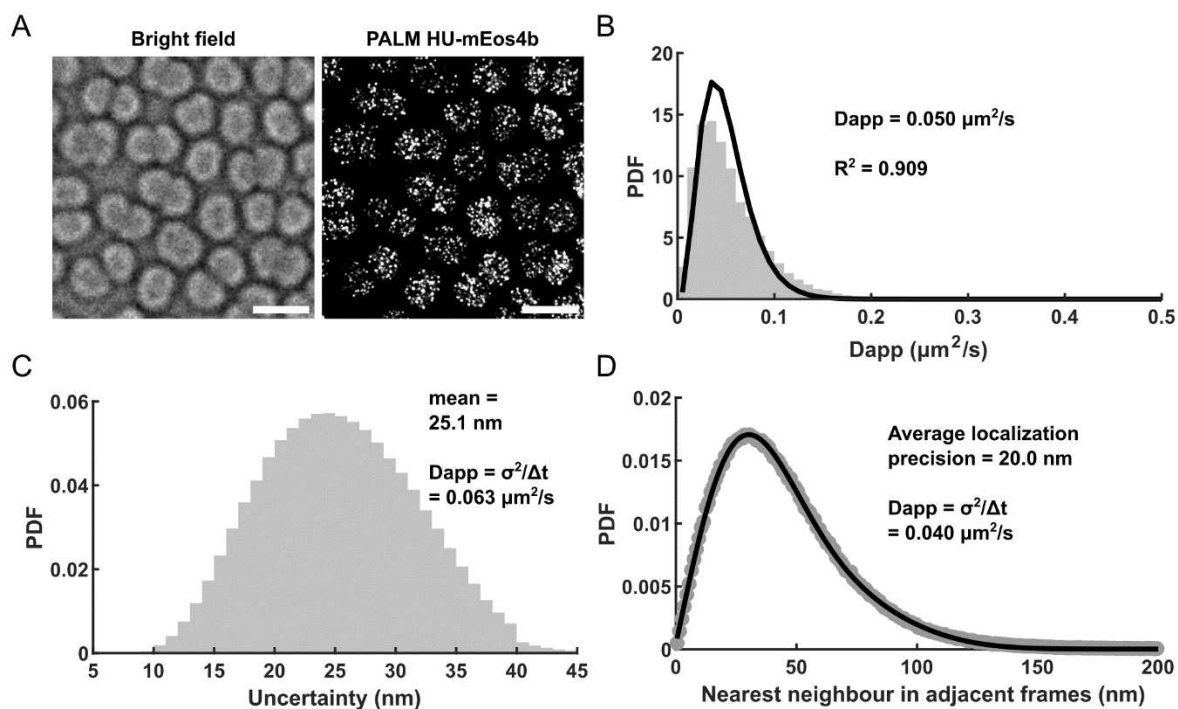 A
Bright field
PALM HU-mEos4b
B
20
15
10
5
0
PDF
Dapp = 0.050 µm²/s
R² = 0.909
0
0.1
0.2
0.3
0.4
0.5
Dapp (µm²/s)
C
0.06
0.04
0.02
0
PDF
mean =
25.1 nm
Dapp = σ²/Δt
= 0.063 µm²/s
5
10
15
20
25
30
35
40
45
Uncertainty (nm)
D
0.02
0.015
0.01
0.005
0
PDF
Average localization
precision = 20.0 nm
Dapp = σ²/Δt
= 0.040 µm²/s
0
50
100
150
200
Nearest neighbour in adjacent frames (nm)